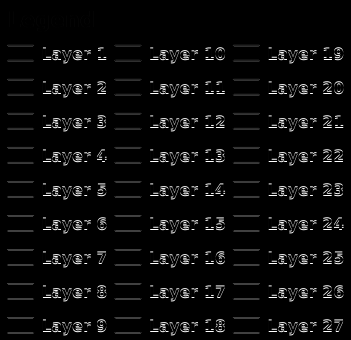 Layer 1 Layer 10 Layer 19
Layer 2 Layer 11 Layer 20
Layer 3 Layer 12 Layer 21
Layer 4 Layer 13 Layer 22
Layer 5 Layer 14 Layer 23
Layer 6 Layer 15 Layer 24
Layer 7 Layer 16 Layer 25
Layer 8 Layer 17 Layer 26
Layer 9 Layer 18 Layer 27